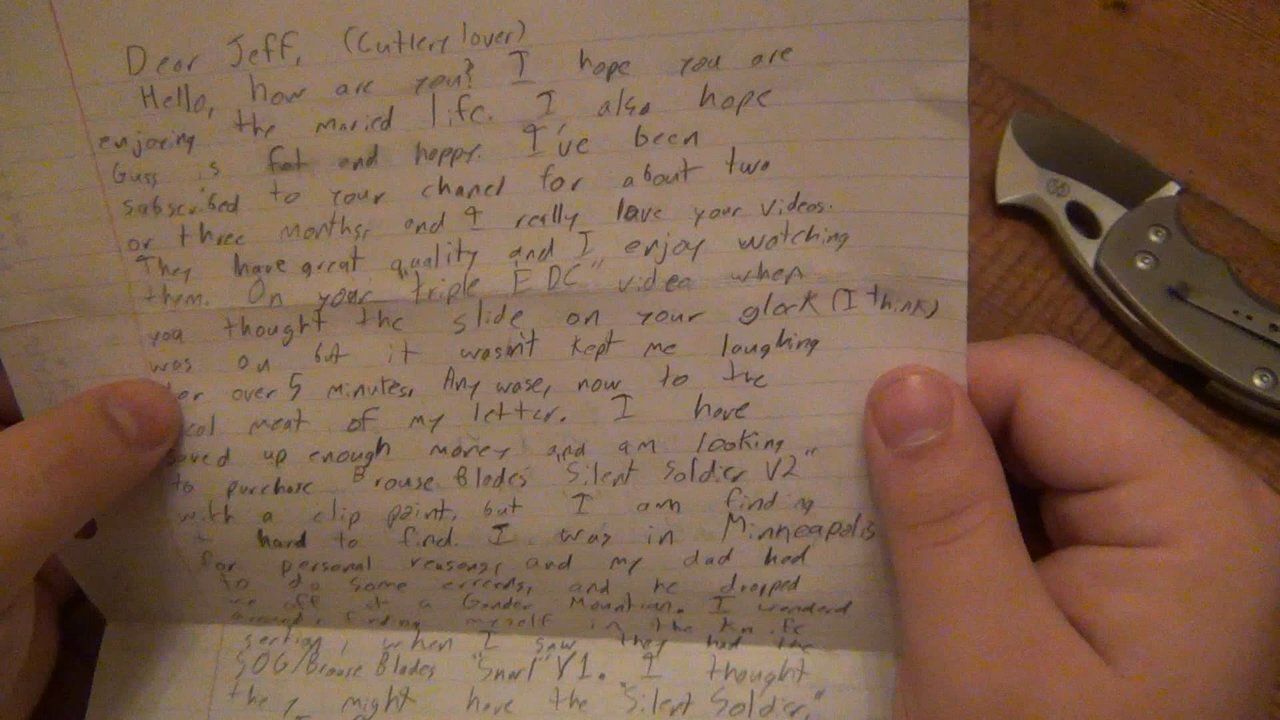 Dear Jeff, (Cutlery lover)
Hello, how are you? I hope you are
enjoying the maried life. I also hope
Guss is fat and happy. I've been
subscribed to your chanel for about two
or three months, and I really love your videos.
They have great quality and I enjoy watching
them. On your "triple EDC" video when
you thought the slide on your glock (I think)
was on but it wasn't kept me laughing
for over 5 minutes. Any wase, now to the
meat of my letter. I have
saved up enough money and am looking
to purchase Brouse Blades "Silent Soldier V2"
with a clip point, but I am finding
it hard to find. I was in Minneapolis
for personal reasons, and my dad had
to do some errends, and he dropped
me off at a Gander Mountian. I wonderd
around, finding myself in the knife
section, when I saw they had the
SOG/Brouse Blades "Snarl" V1. I thought
they might have the "Silent Soldier,"